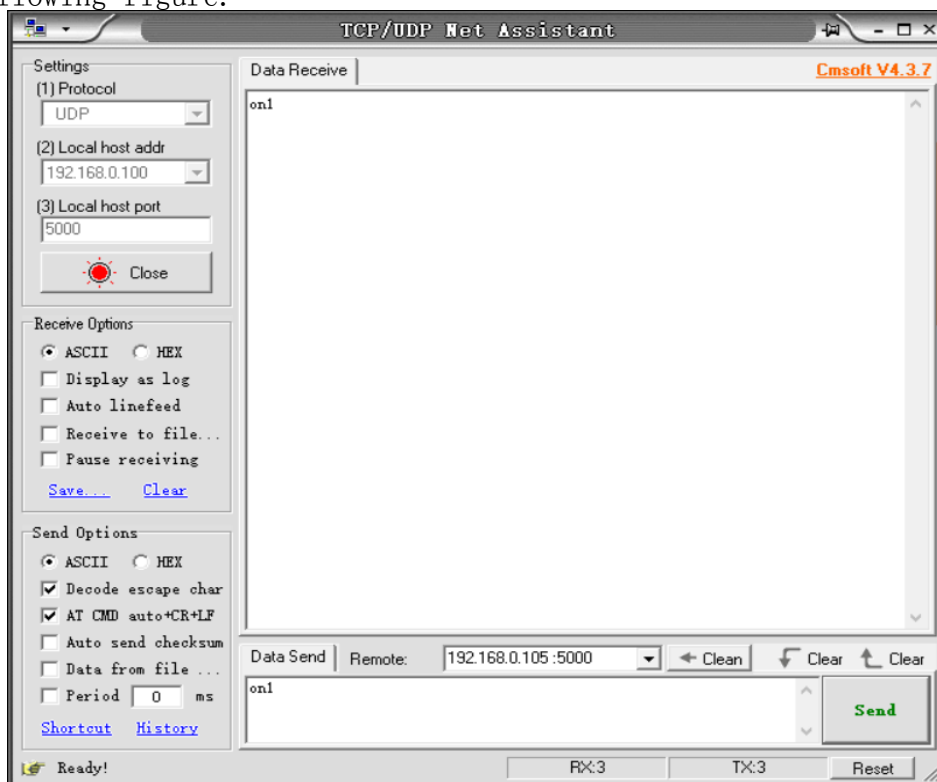 llowing figure.
TCP/UDP Net Assistant
Settings
(1) Protocol
UDP
(2) Local host addr
192.168.0.100
(3) Local host port
5000
Close
Receive Options
ASCII HEX
Display as log
Auto linefeed
Receive to file...
Pause receiving
Save... Clear
Send Options
ASCII HEX
Decode escape char
AT CMD auto+CR+LF
Auto send checksum
Data from file ...
Period 0 ms
Shortcut History
Data Receive Cmsoft V4.3.7
on1
Data Send Remote: 192.168.0.105 :5000 Clean Clear Clear
on1
Send
Ready! RX:3 TX:3 Reset